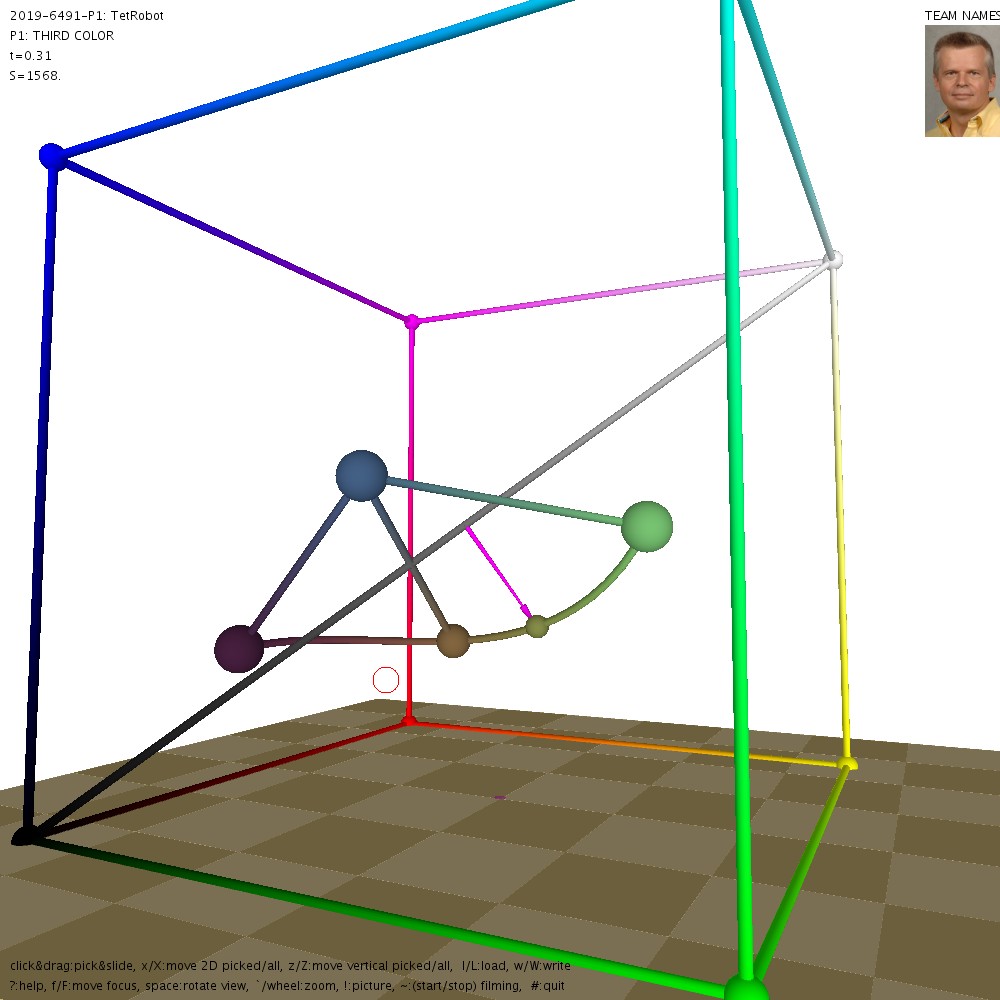 2019-6491-P1: TetRobot
P1: THIRD COLOR
t=0.31
S=1568.
TEAM NAMES
click&drag:pick&slide, x/X:move 2D picked/all, z/Z:move vertical picked/all, l/L:load, w/W:write
?:help, f/F:move focus, space:rotate view, `/wheel:zoom, !:picture, ~:(start/stop) filming, #:quit